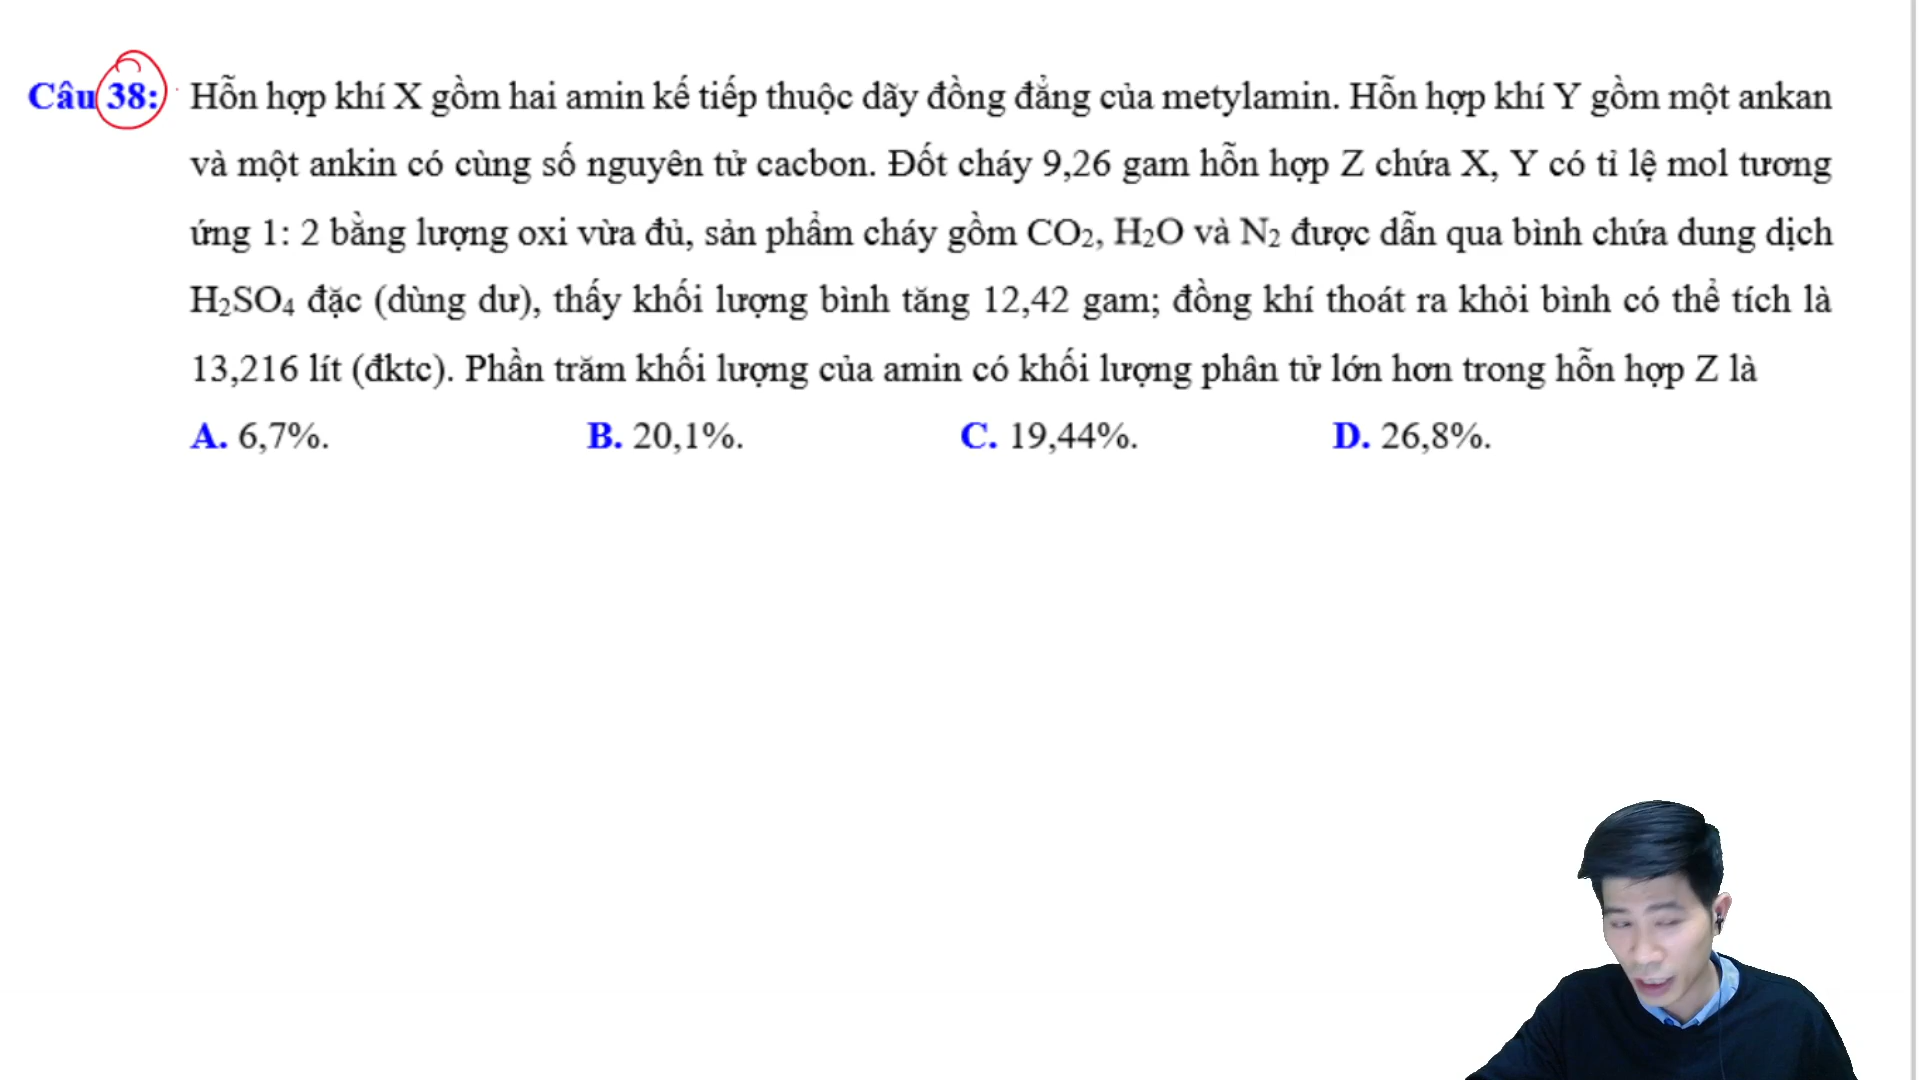 Câu 38: Hỗn hợp khí X gồm hai amin kế tiếp thuộc dãy đồng đẳng của metylamin. Hỗn hợp khí Y gồm một ankan
và một ankin có cùng số nguyên tử cacbon. Đốt cháy 9,26 gam hỗn hợp Z chứa X, Y có tỉ lệ mol tương
ứng 1: 2 bằng lượng oxi vừa đủ, sản phẩm cháy gồm CO₂, H₂O và N₂ được dẫn qua bình chứa dung dịch
H₂SO₄ đặc (dùng dư), thấy khối lượng bình tăng 12,42 gam; đồng khí thoát ra khỏi bình có thể tích là
13,216 lít (đktc). Phần trăm khối lượng của amin có khối lượng phân tử lớn hơn trong hỗn hợp Z là
A. 6,7%. B. 20,1%. C. 19,44%. D. 26,8%.